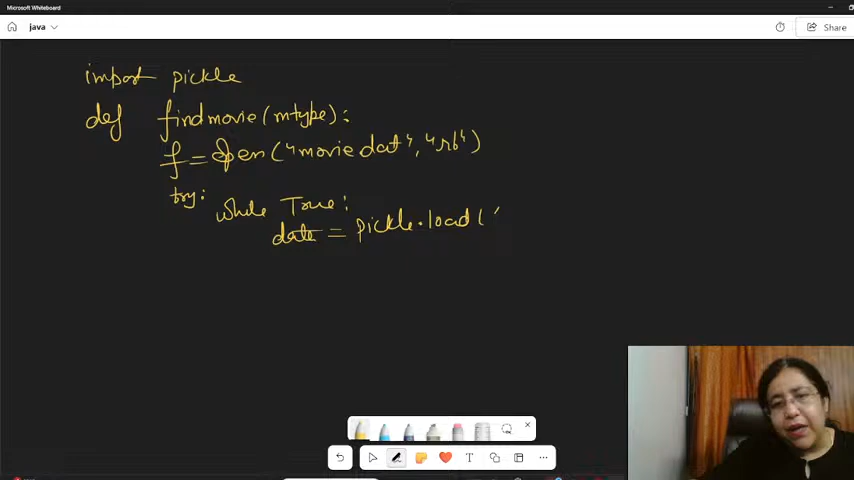 Microsoft Whiteboard
java
Share
import pickle
def findmovie(mtype):
f=open("movie dat","rb")
try:
while True:
data = pickle.load(